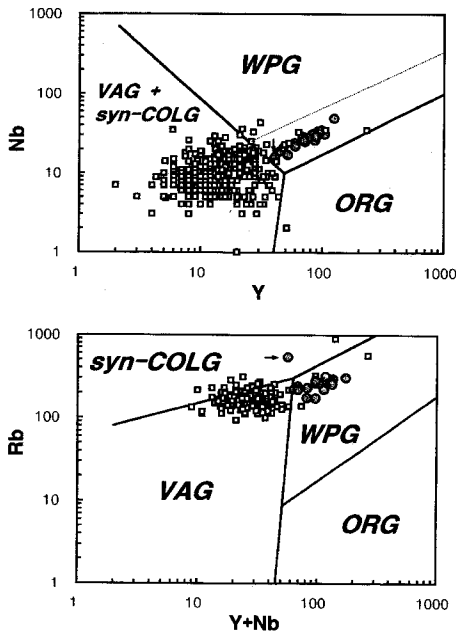 1000
WPG
VAG +
syn-COLG
100
Nb
10
ORG
1
1 10 100 1000
Y
1000
syn-COLG
100
WPG
Rb
VAG
10
ORG
1
1 10 100 1000
Y+Nb